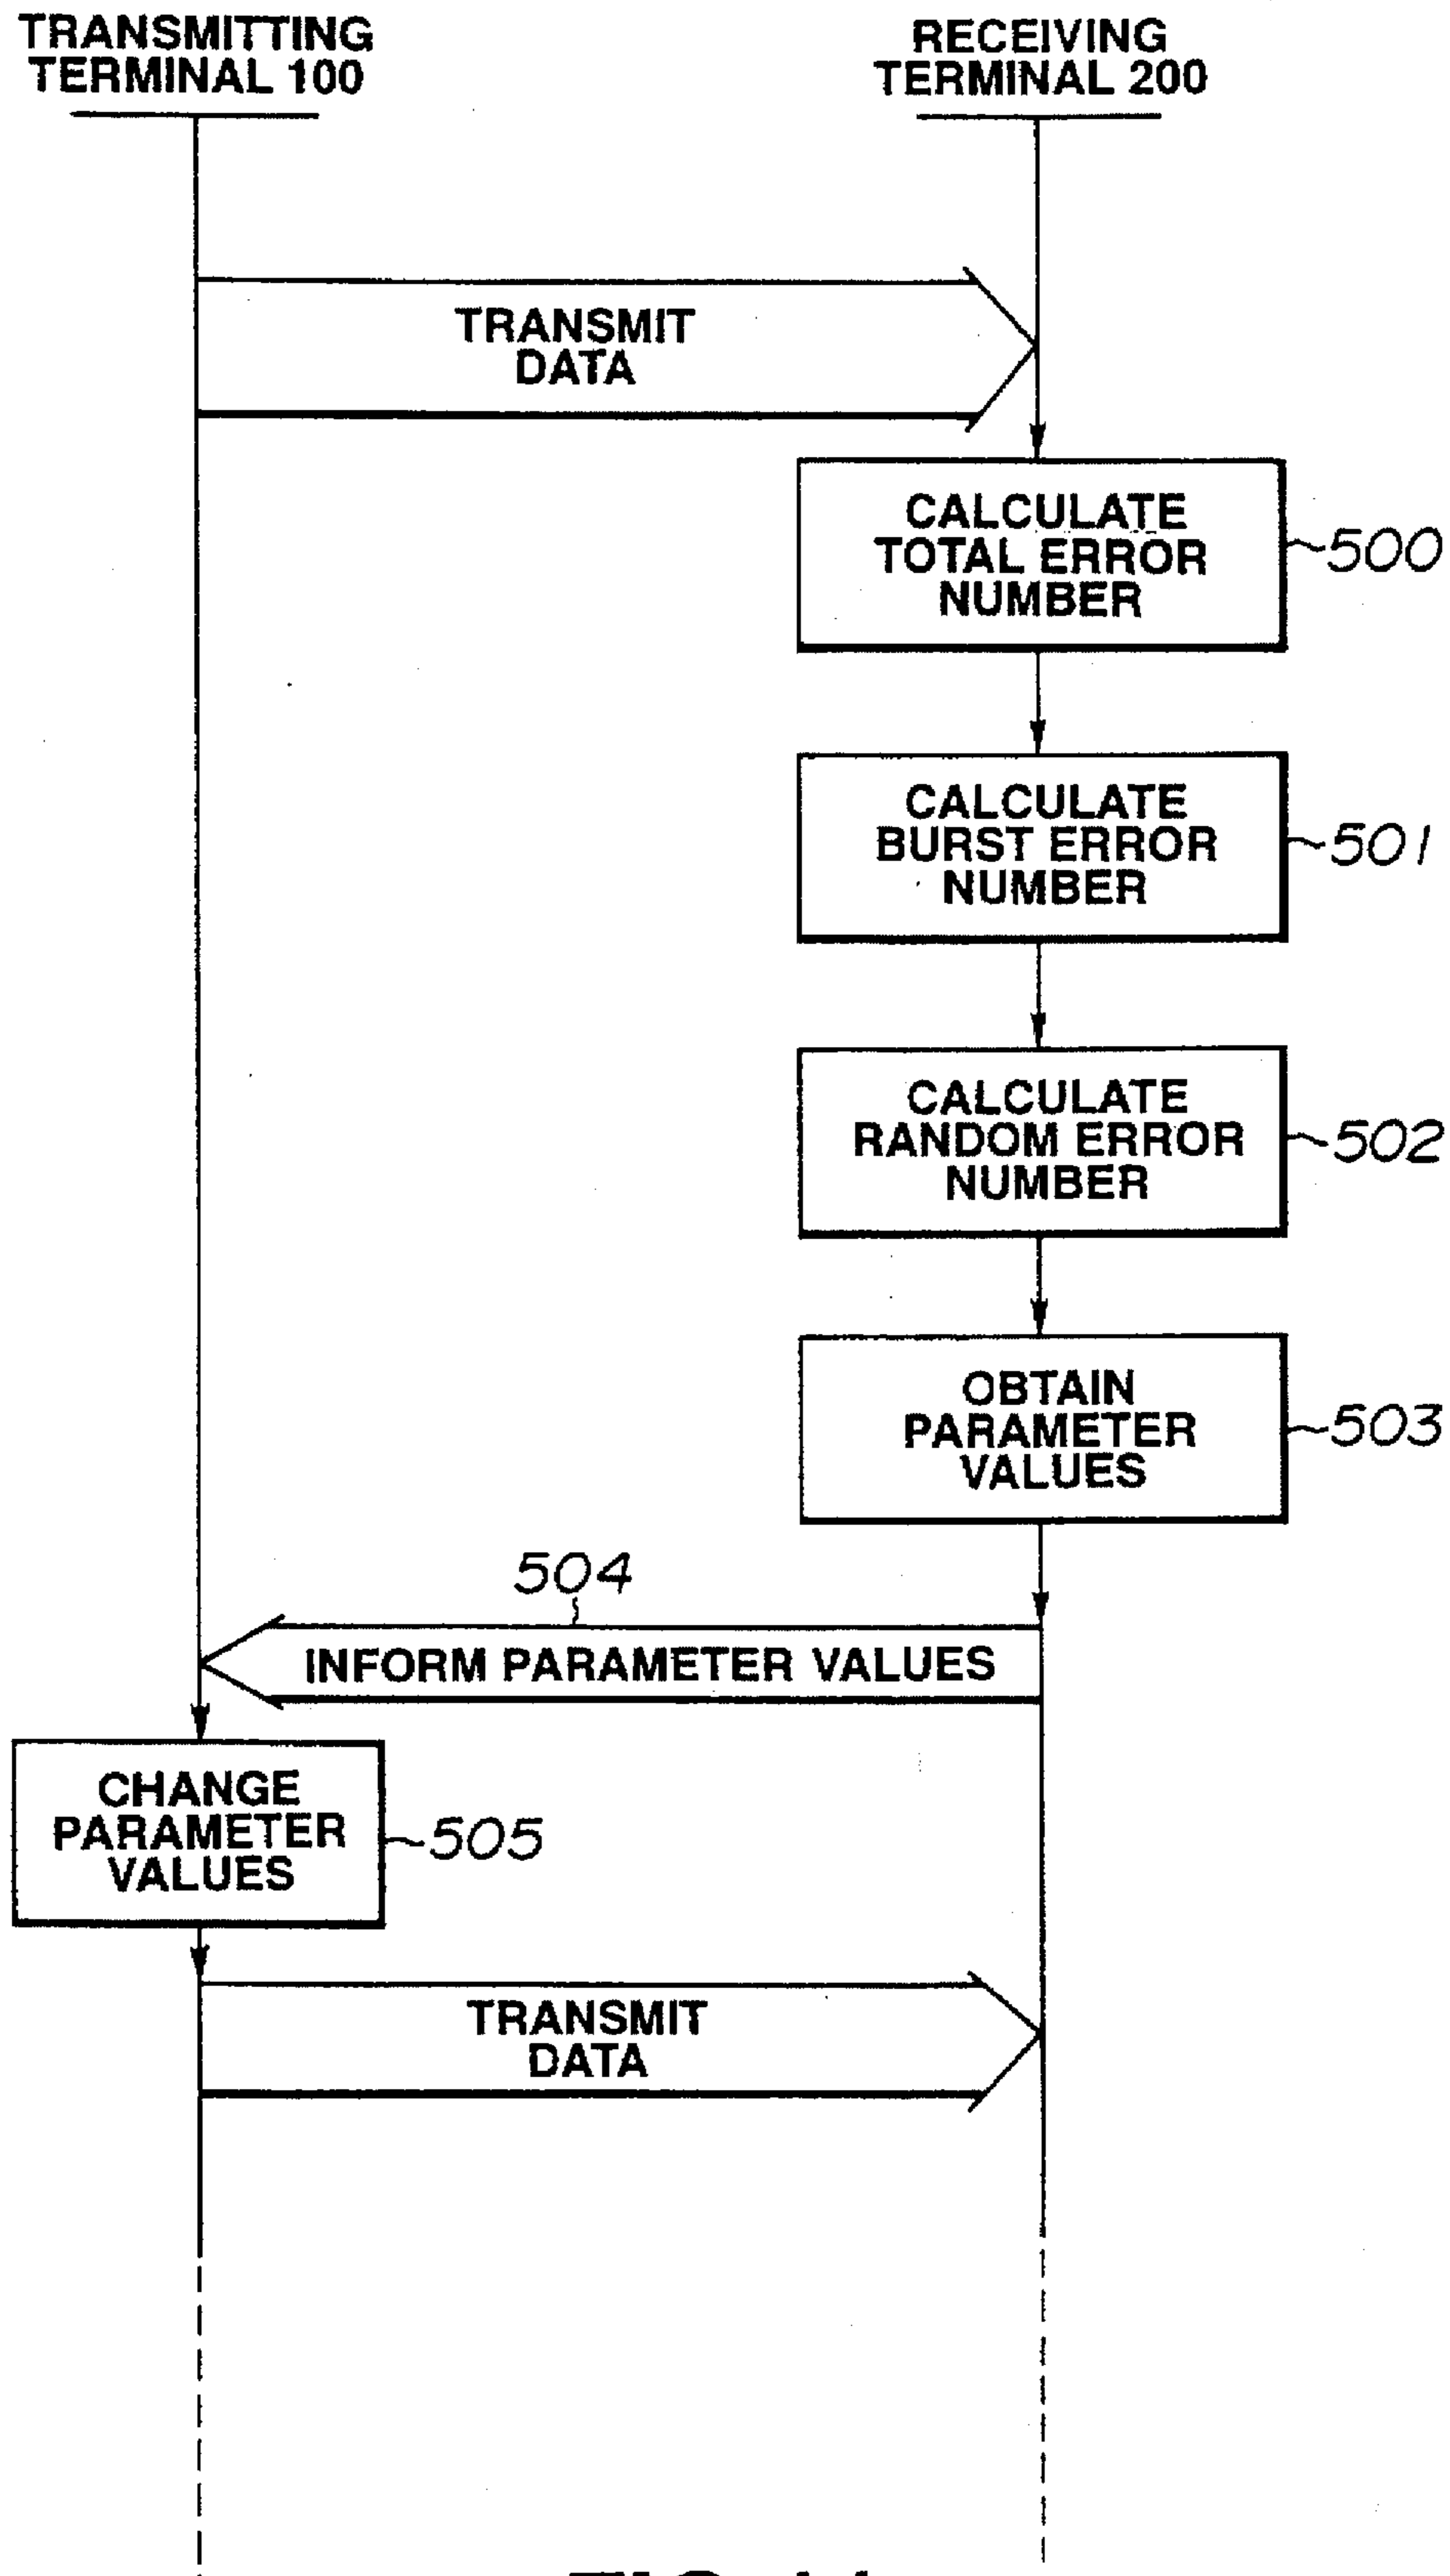 TRANSMITTING
TERMINAL 100
RECEIVING
TERMINAL 200
TRANSMIT
DATA
CALCULATE
TOTAL ERROR
NUMBER
500
CALCULATE
BURST ERROR
NUMBER
501
CALCULATE
RANDOM ERROR
NUMBER
502
OBTAIN
PARAMETER
VALUES
503
504
INFORM PARAMETER VALUES
CHANGE
PARAMETER
VALUES
505
TRANSMIT
DATA